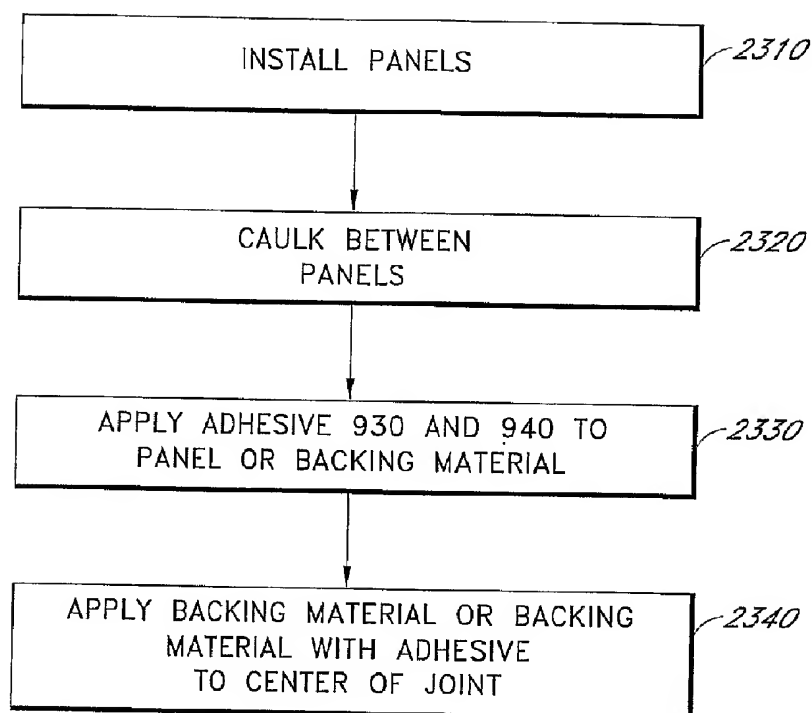 INSTALL PANELS
2310
CAULK BETWEEN
PANELS
2320
APPLY ADHESIVE 930 AND 940 TO
PANEL OR BACKING MATERIAL
2330
APPLY BACKING MATERIAL OR BACKING
MATERIAL WITH ADHESIVE
TO CENTER OF JOINT
2340